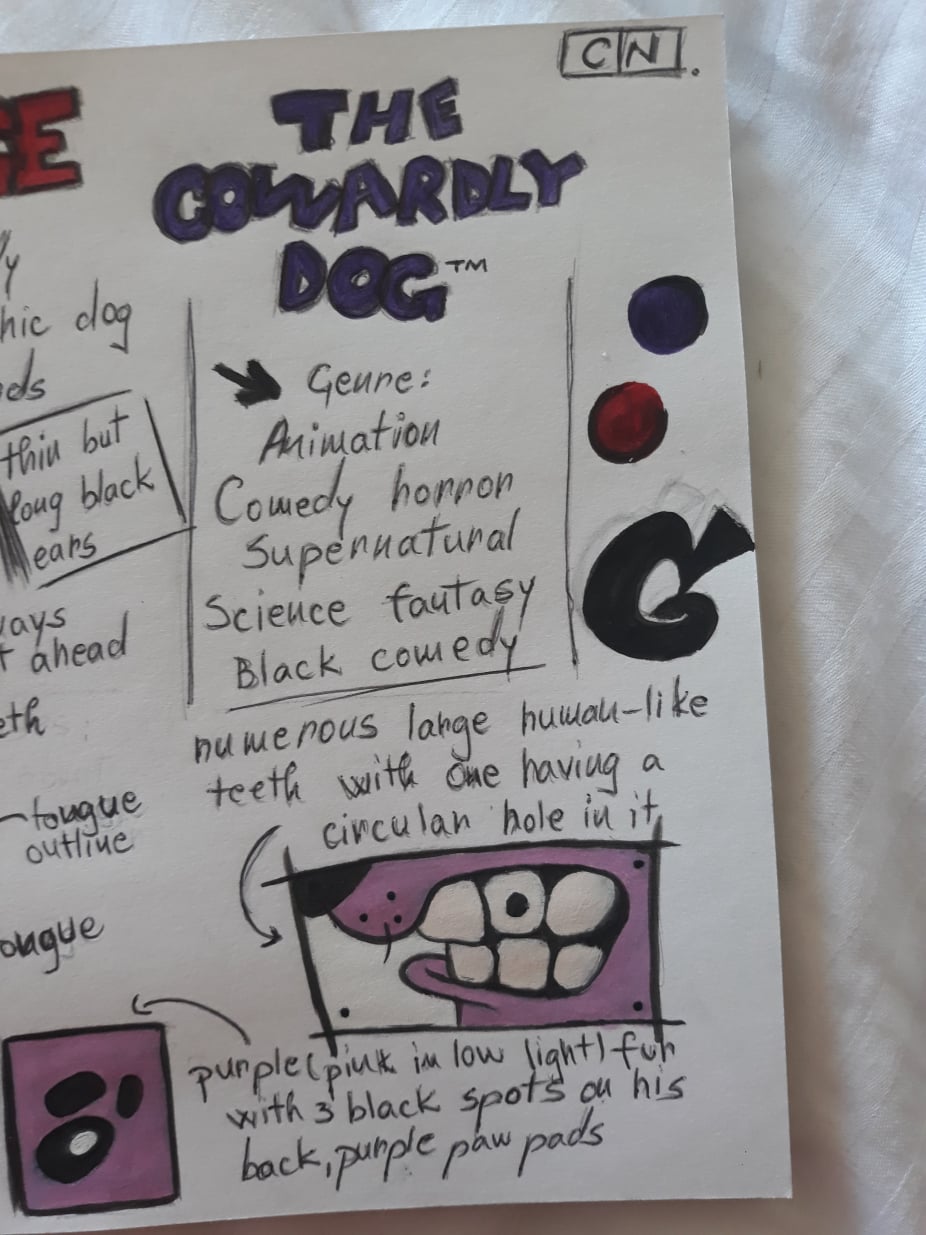 CN.
GE
THE
COWARDLY
DOG™
y
hic dog
ds
thin but
long black
ears
ays
ahead
eth
tongue
outline
ongue
Genre:
Animation
Comedy horror
Supernatural
Science fantasy
Black comedy
numerous large human-like
teeth with one having a
circular hole in it
purple (pink in low light) fur
with 3 black spots on his
back, purple paw pads